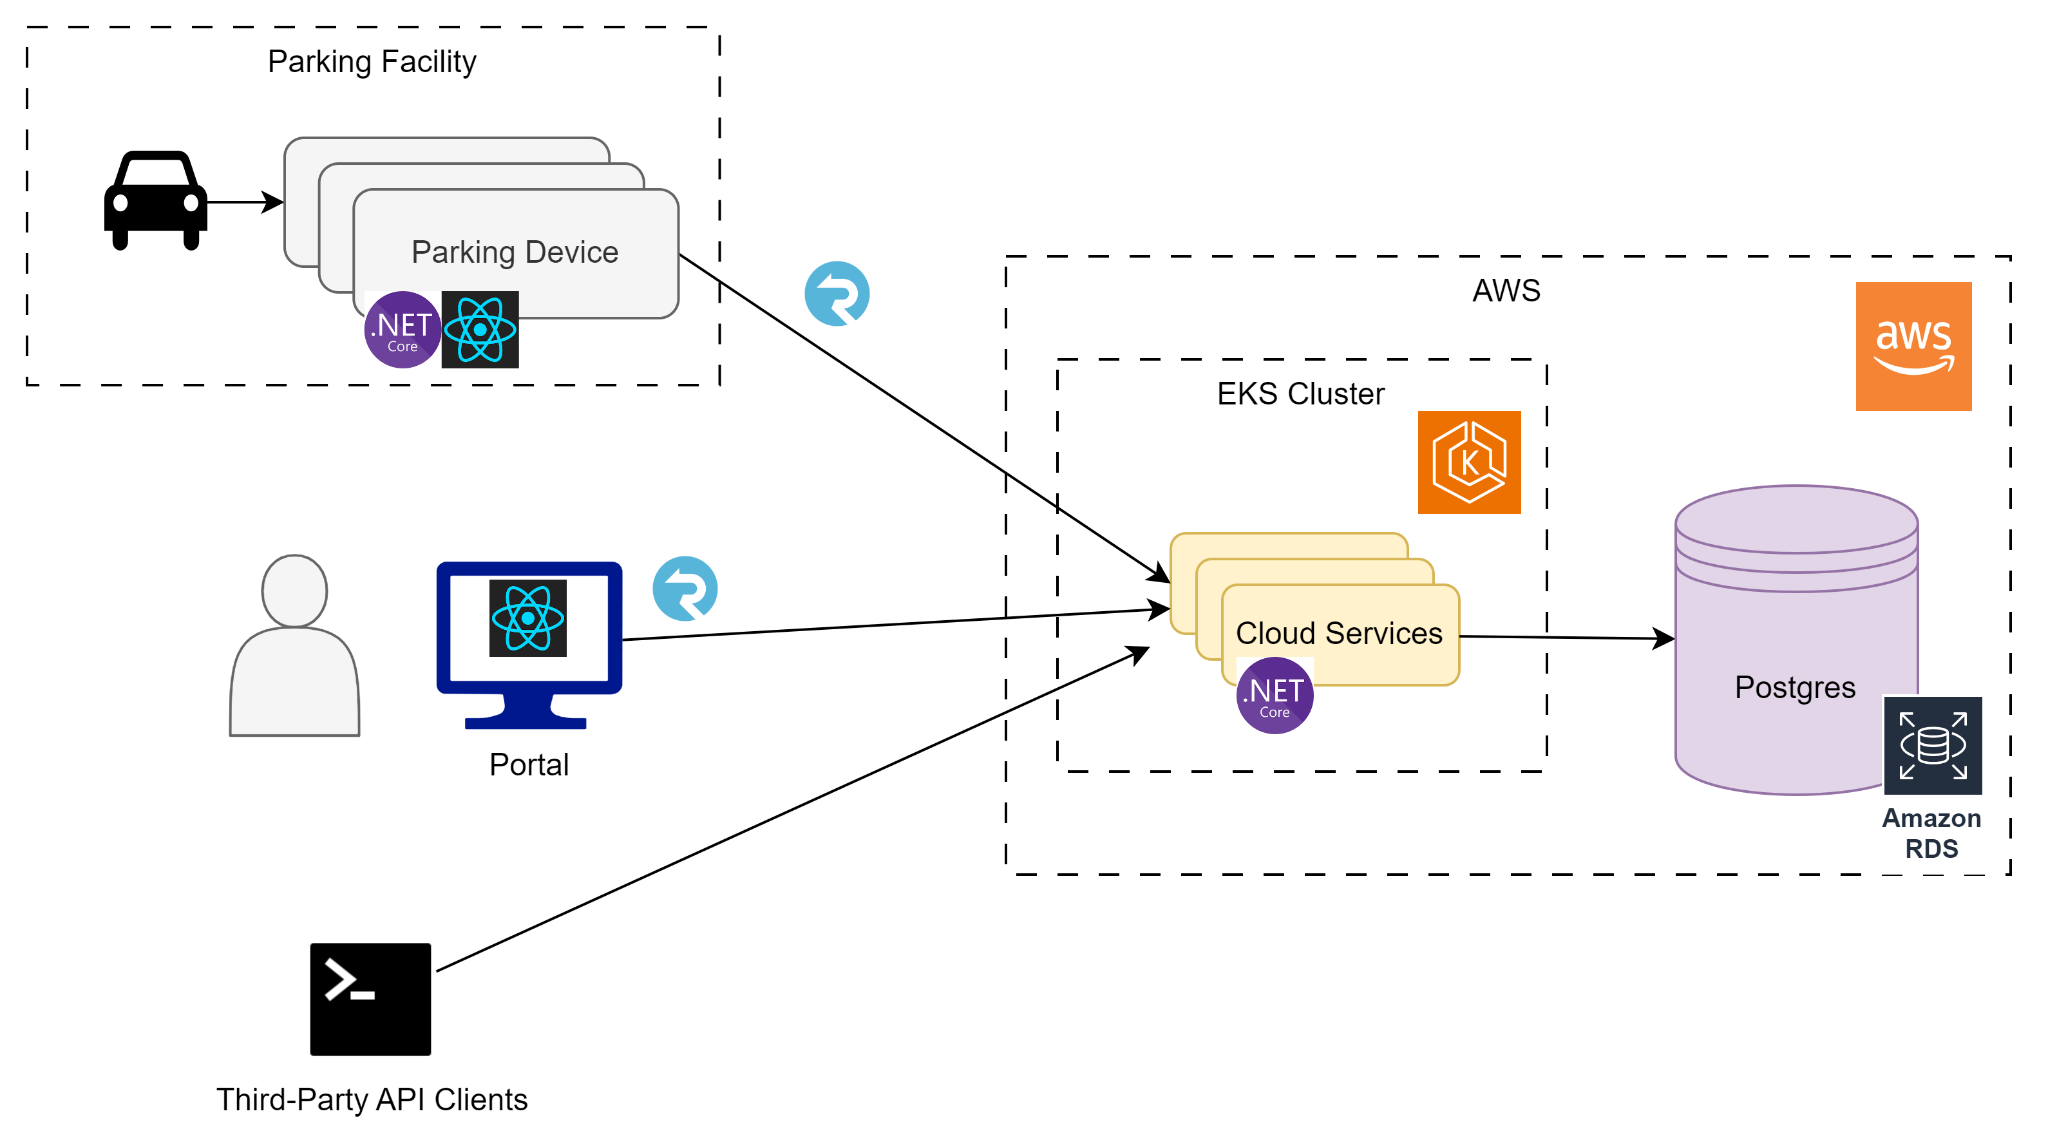 Parking Facility
Parking Device
.NET
Core
AWS
aws
EKS Cluster
K
Cloud Services
.NET
Core
Postgres
Amazon
RDS
Portal
>_
Third-Party API Clients